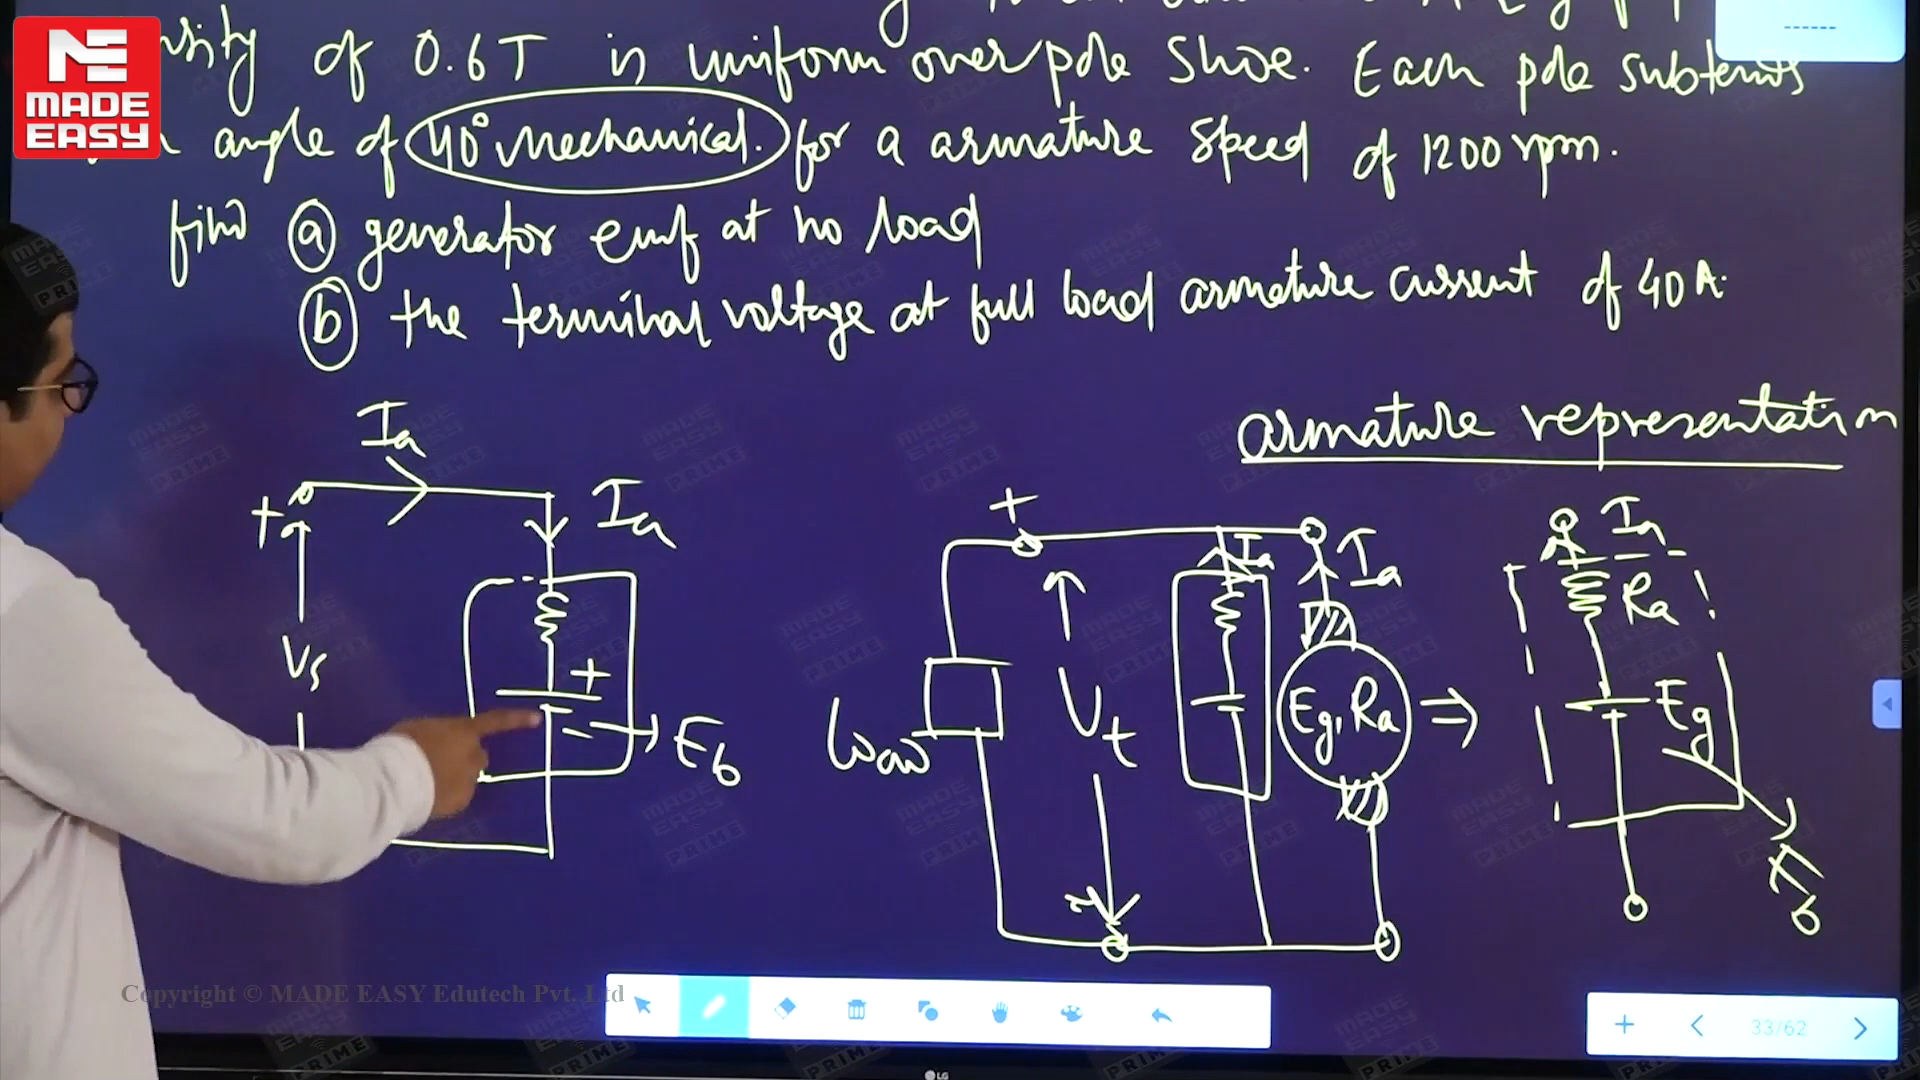 of 0.6T is uniform over pole shoe. Each pole subtends
angle of 40° mechanical. for a armature speed of 1200 rpm.
find (a) generator emf at no load
(b) the terminal voltage at full load armature current of 40A.
armature representation
Ia
+
Ia
Vs
+
-
Eb
+
Load
Vt
-
Ia
Ia
Eg, Ra
⇒
Ia
Ra
Eg
Eb
ME
MADE
EASY
Copyright © MADE EASY Edutech Pvt. Ltd
33/62
LG